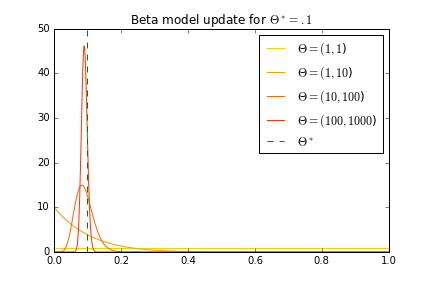 Beta model update for Θ* = .1
50
40
30
20
10
0
0.0 0.2 0.4 0.6 0.8 1.0
Θ = (1, 1)
Θ = (1, 10)
Θ = (10, 100)
Θ = (100, 1000)
Θ*